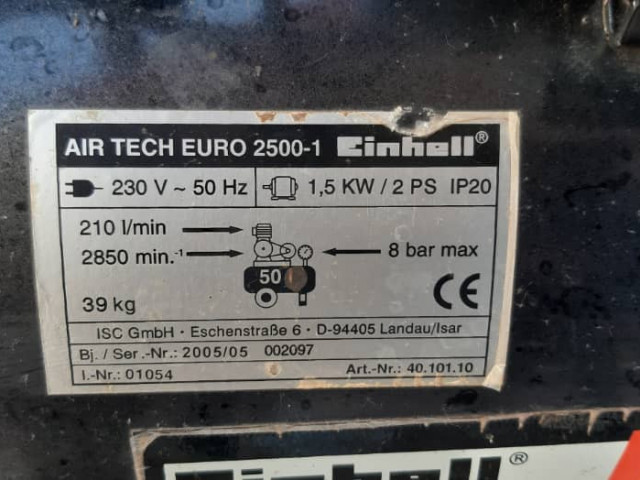 AIR TECH EURO 2500-1 Einhell®
230 V ~ 50 Hz 1,5 KW / 2 PS IP20
210 l/min
2850 min.-1 8 bar max
50
39 kg CE
ISC GmbH · Eschenstraße 6 · D-94405 Landau/Isar
Bj. / Ser.-Nr.: 2005/05 002097
I.-Nr.: 01054 Art.-Nr.: 40.101.10
Einhell®